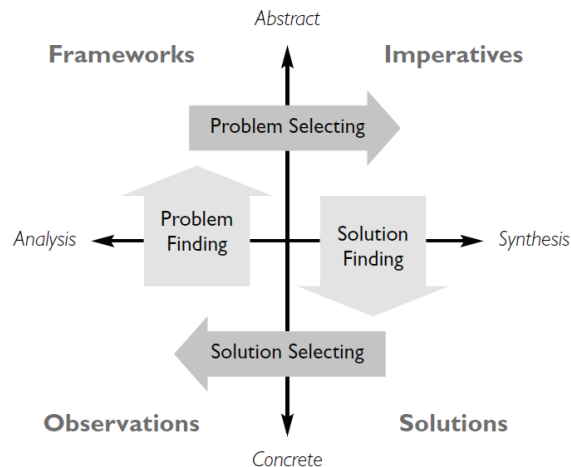 Abstract
Frameworks
Imperatives
Problem Selecting
Problem
Finding
Solution
Finding
Analysis
Synthesis
Solution Selecting
Observations
Solutions
Concrete